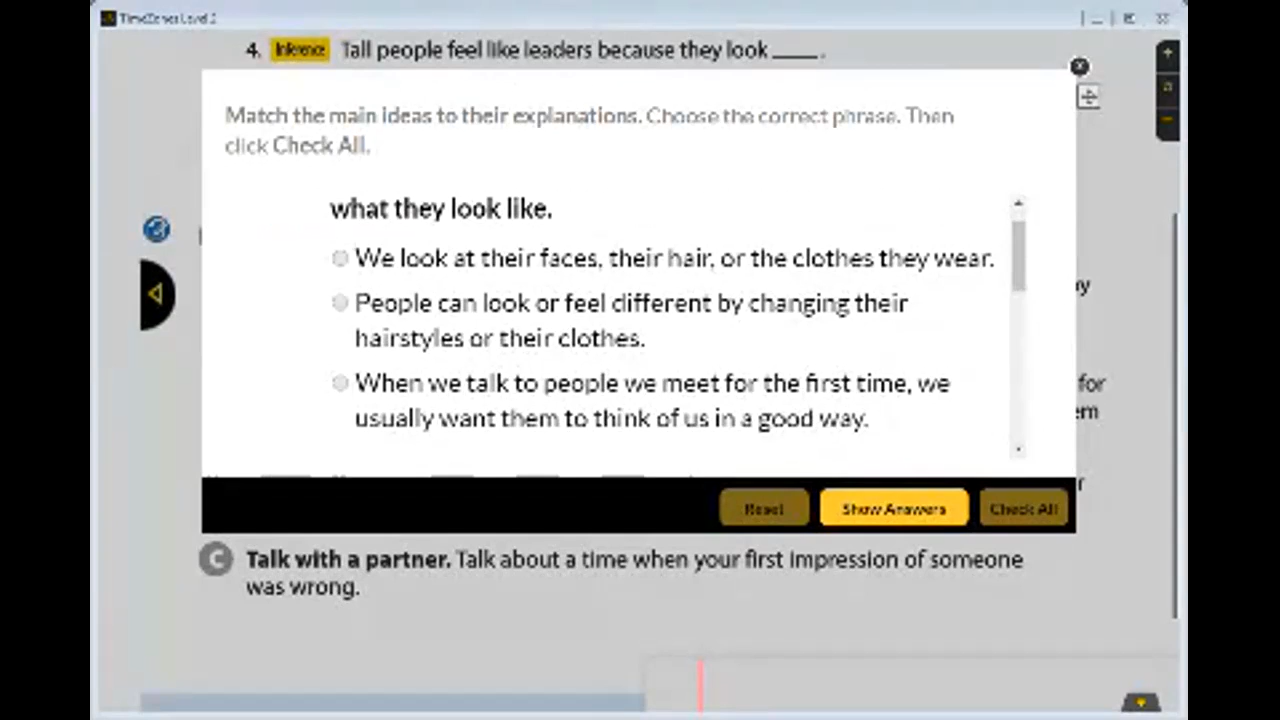 TimeZones Level 2
4. Inference Tall people feel like leaders because they look ____ .
Match the main ideas to their explanations. Choose the correct phrase. Then
click Check All.
what they look like.
We look at their faces, their hair, or the clothes they wear.
People can look or feel different by changing their
hairstyles or their clothes.
When we talk to people we meet for the first time, we
usually want them to think of us in a good way.
for
Reset Show Answers Check All
C Talk with a partner. Talk about a time when your first impression of someone
was wrong.